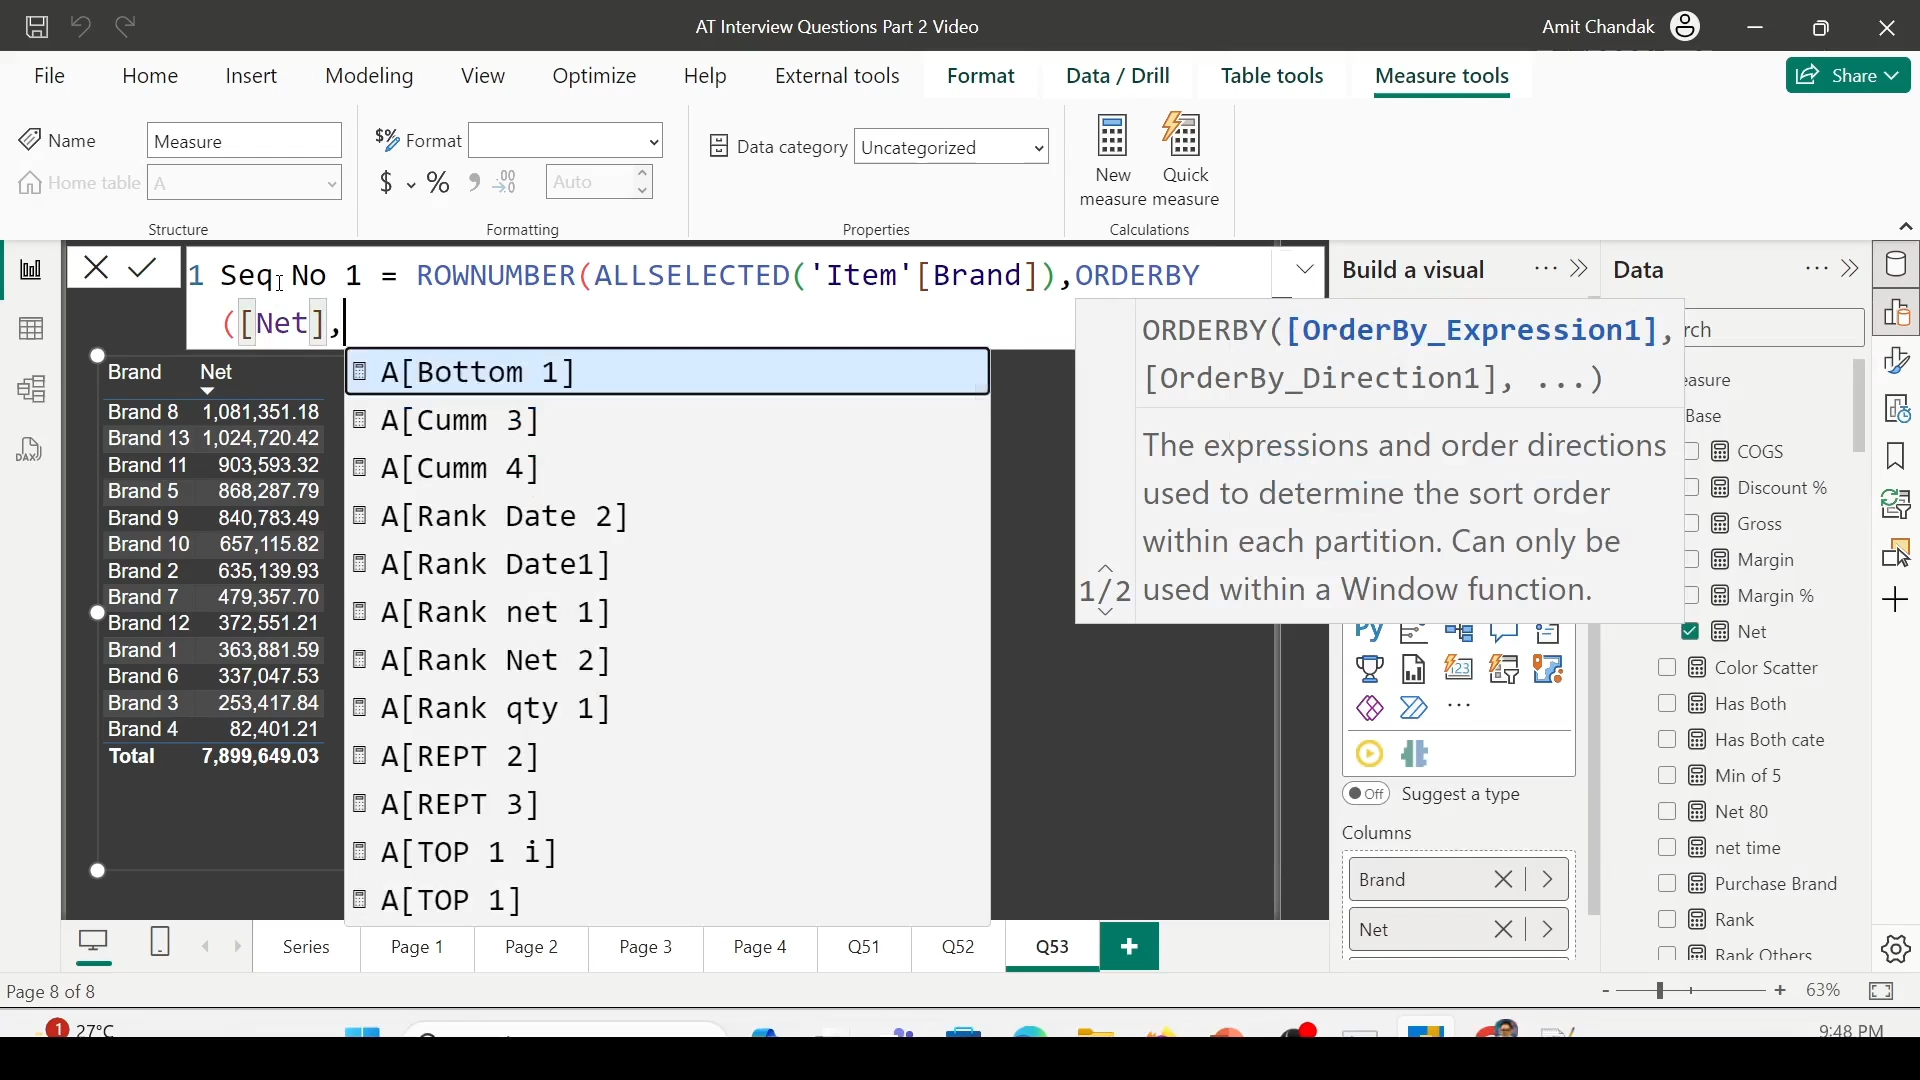 AT Interview Questions Part 2 Video
Amit Chandak
File Home Insert Modeling View Optimize Help External tools Format Data / Drill Table tools Measure tools
Share
Name Measure
Home table A
Structure
$% Format
$ % 9 .00
Auto
Formatting
Data category Uncategorized
Properties
New measure
Quick measure
Calculations
1 Seq No 1 = ROWNUMBER(ALLSELECTED('Item'[Brand]),ORDERBY
([Net],
A[Bottom 1]
A[Cumm 3]
A[Cumm 4]
A[Rank Date 2]
A[Rank Date1]
A[Rank net 1]
A[Rank Net 2]
A[Rank qty 1]
A[REPT 2]
A[REPT 3]
A[TOP 1 i]
A[TOP 1]
ORDERBY([OrderBy_Expression1],
[OrderBy_Direction1], ...)
The expressions and order directions
used to determine the sort order
within each partition. Can only be
used within a Window function.
1/2
Brand Net
Brand 8 1,081,351.18
Brand 13 1,024,720.42
Brand 11 903,593.32
Brand 5 868,287.79
Brand 9 840,783.49
Brand 10 657,115.82
Brand 2 635,139.93
Brand 7 479,357.70
Brand 12 372,551.21
Brand 1 363,881.59
Brand 6 337,047.53
Brand 3 253,417.84
Brand 4 82,401.21
Total 7,899,649.03
DAX
Build a visual
Py
123
Off Suggest a type
Columns
Brand
Net
Data
rch
easure
Base
COGS
Discount %
Gross
Margin
Margin %
Net
Color Scatter
Has Both
Has Both cate
Min of 5
Net 80
net time
Purchase Brand
Rank
Rank Others
Series Page 1 Page 2 Page 3 Page 4 Q51 Q52 Q53
Page 8 of 8
- + 63%
1 27°C
9:48 PM